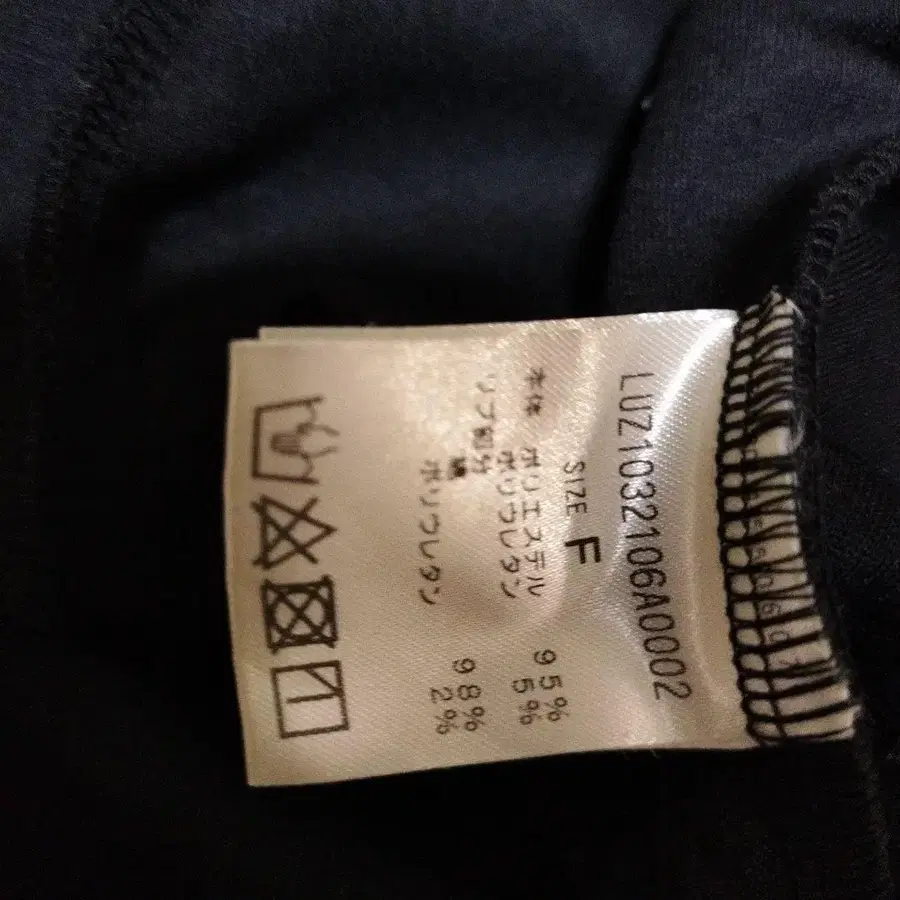 LUZ1032106A0002
SIZE F
本体 ポリエステル 95%
ポリウレタン 5%
リブ部分
綿 98%
ポリウレタン 2%